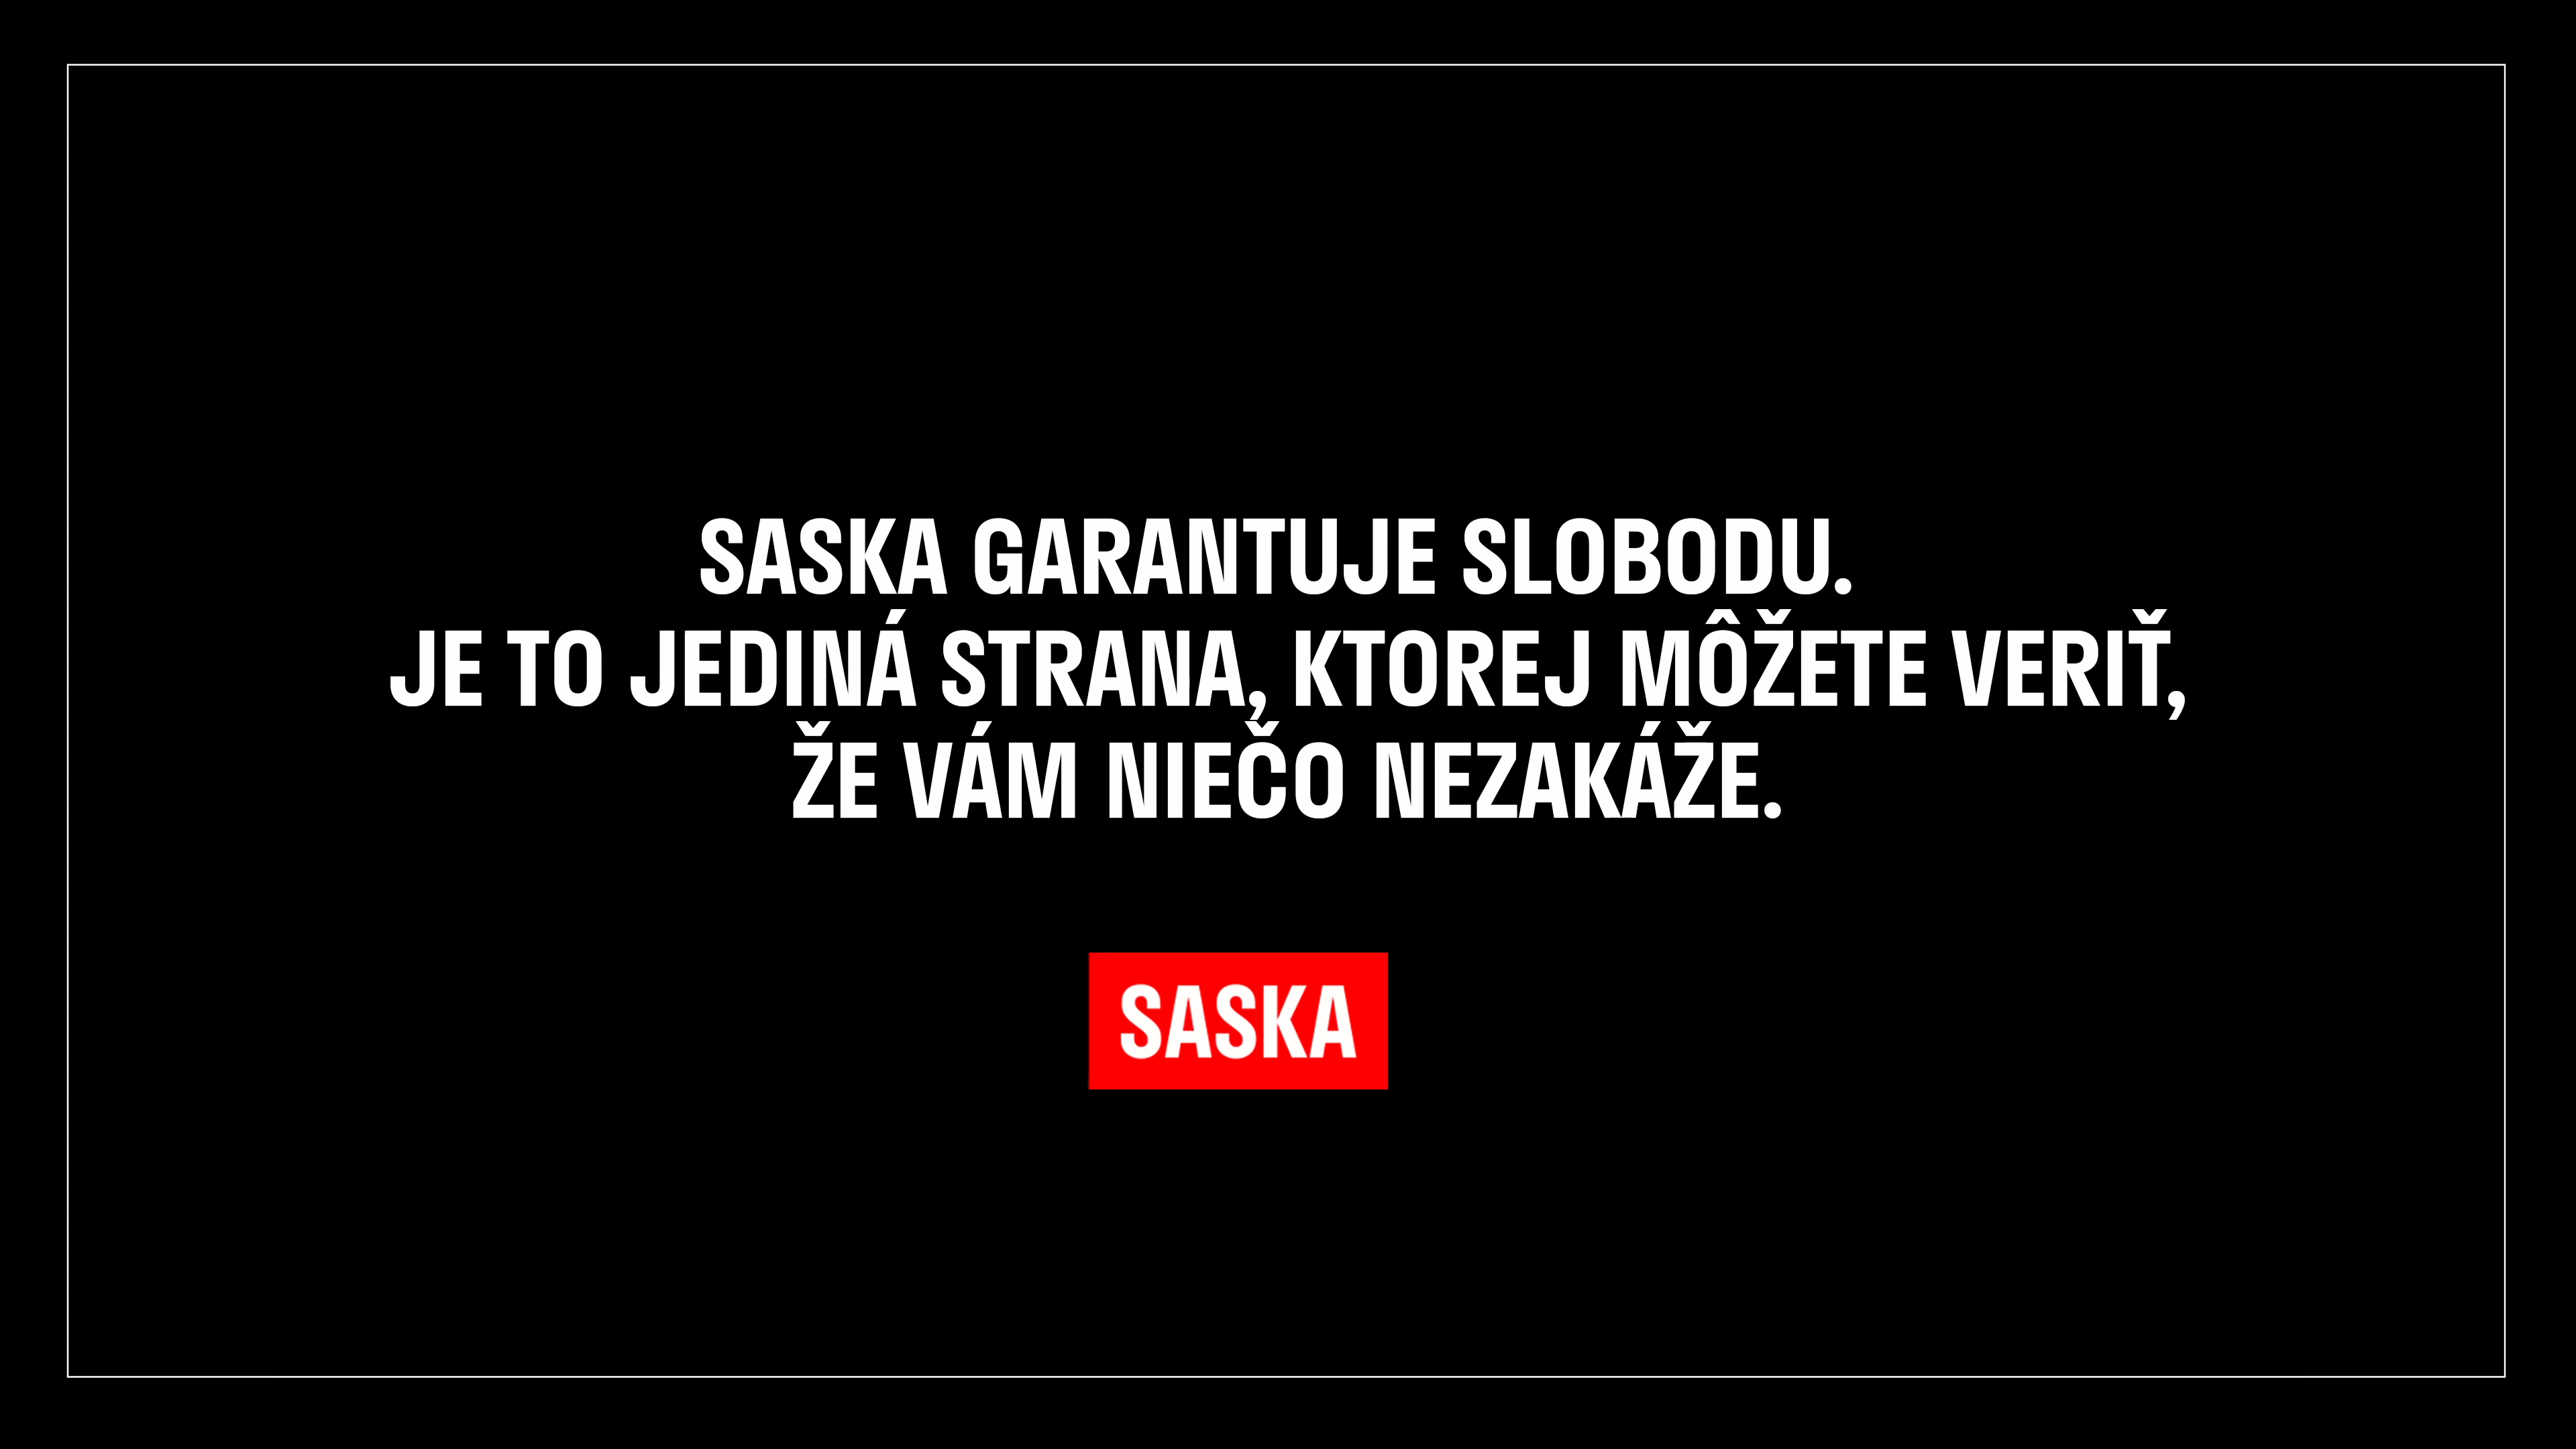 SASKA GARANTUJE SLOBODU.
JE TO JEDINÁ STRANA, KTOREJ MÔŽETE VERIŤ,
ŽE VÁM NIEČO NEZAKÁŽE.
SASKA